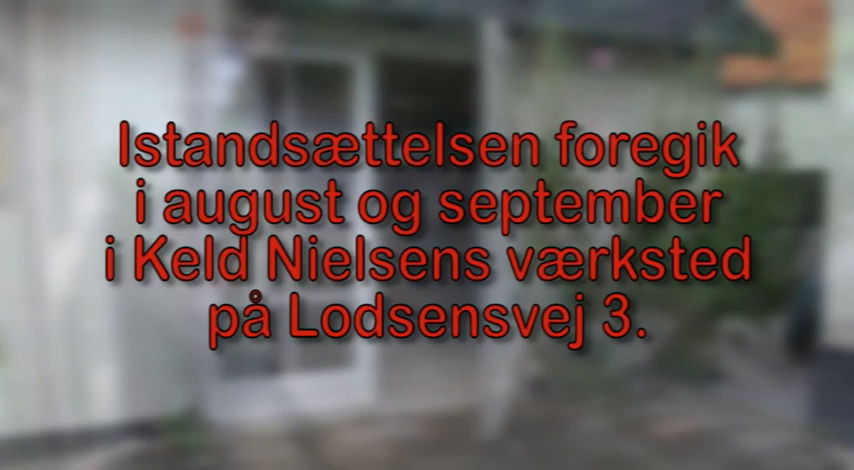 Istandsættelsen foregik
i august og september
i Keld Nielsens værksted
på Lodsensvej 3.